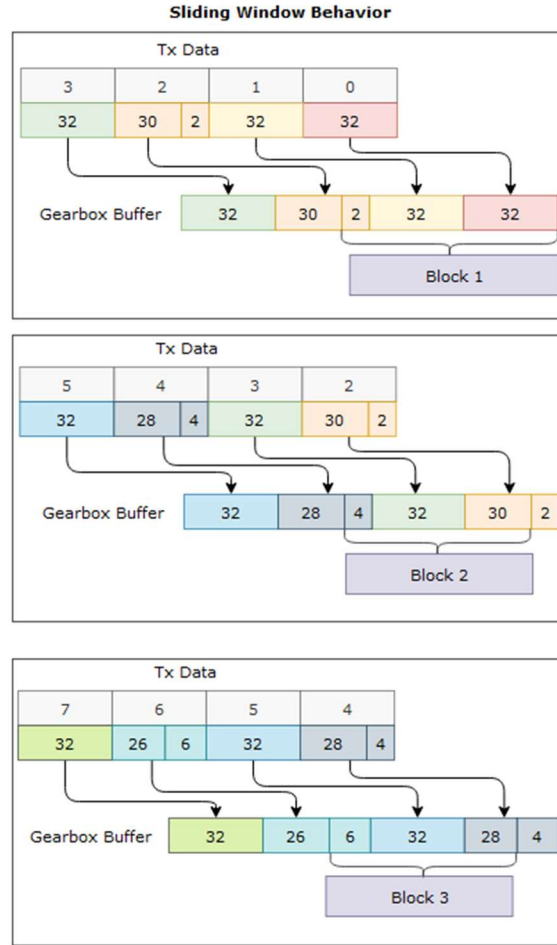 Sliding Window Behavior
Tx Data
3 2 1 0
32 30 2 32 32
Gearbox Buffer 32 30 2 32 32
Block 1
Tx Data
5 4 3 2
32 28 4 32 30 2
Gearbox Buffer 32 28 4 32 30 2
Block 2
Tx Data
7 6 5 4
32 26 6 32 28 4
Gearbox Buffer 32 26 6 32 28 4
Block 3